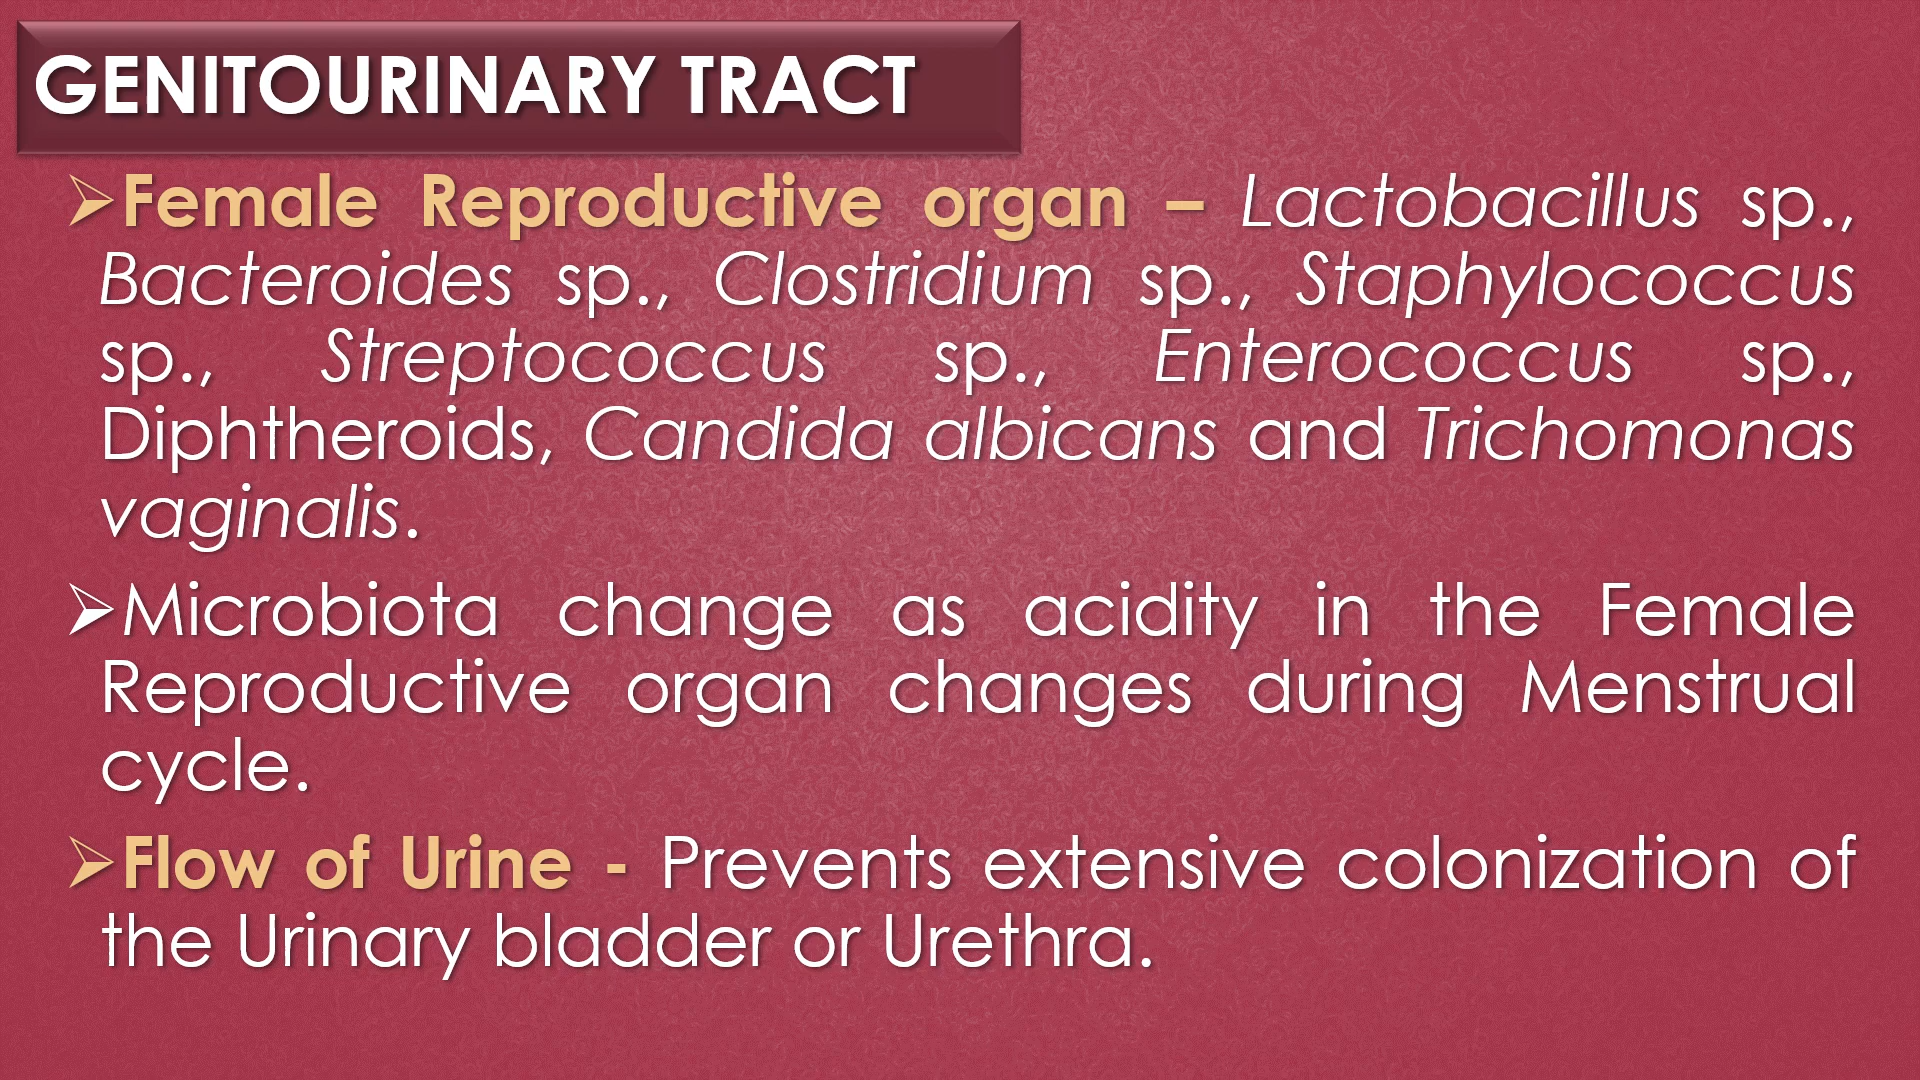 GENITOURINARY TRACT
➢Female Reproductive organ – Lactobacillus sp.,
Bacteroides sp., Clostridium sp., Staphylococcus
sp., Streptococcus sp., Enterococcus sp.,
Diphtheroids, Candida albicans and Trichomonas
vaginalis.
➢Microbiota change as acidity in the Female
Reproductive organ changes during Menstrual
cycle.
➢Flow of Urine - Prevents extensive colonization of
the Urinary bladder or Urethra.